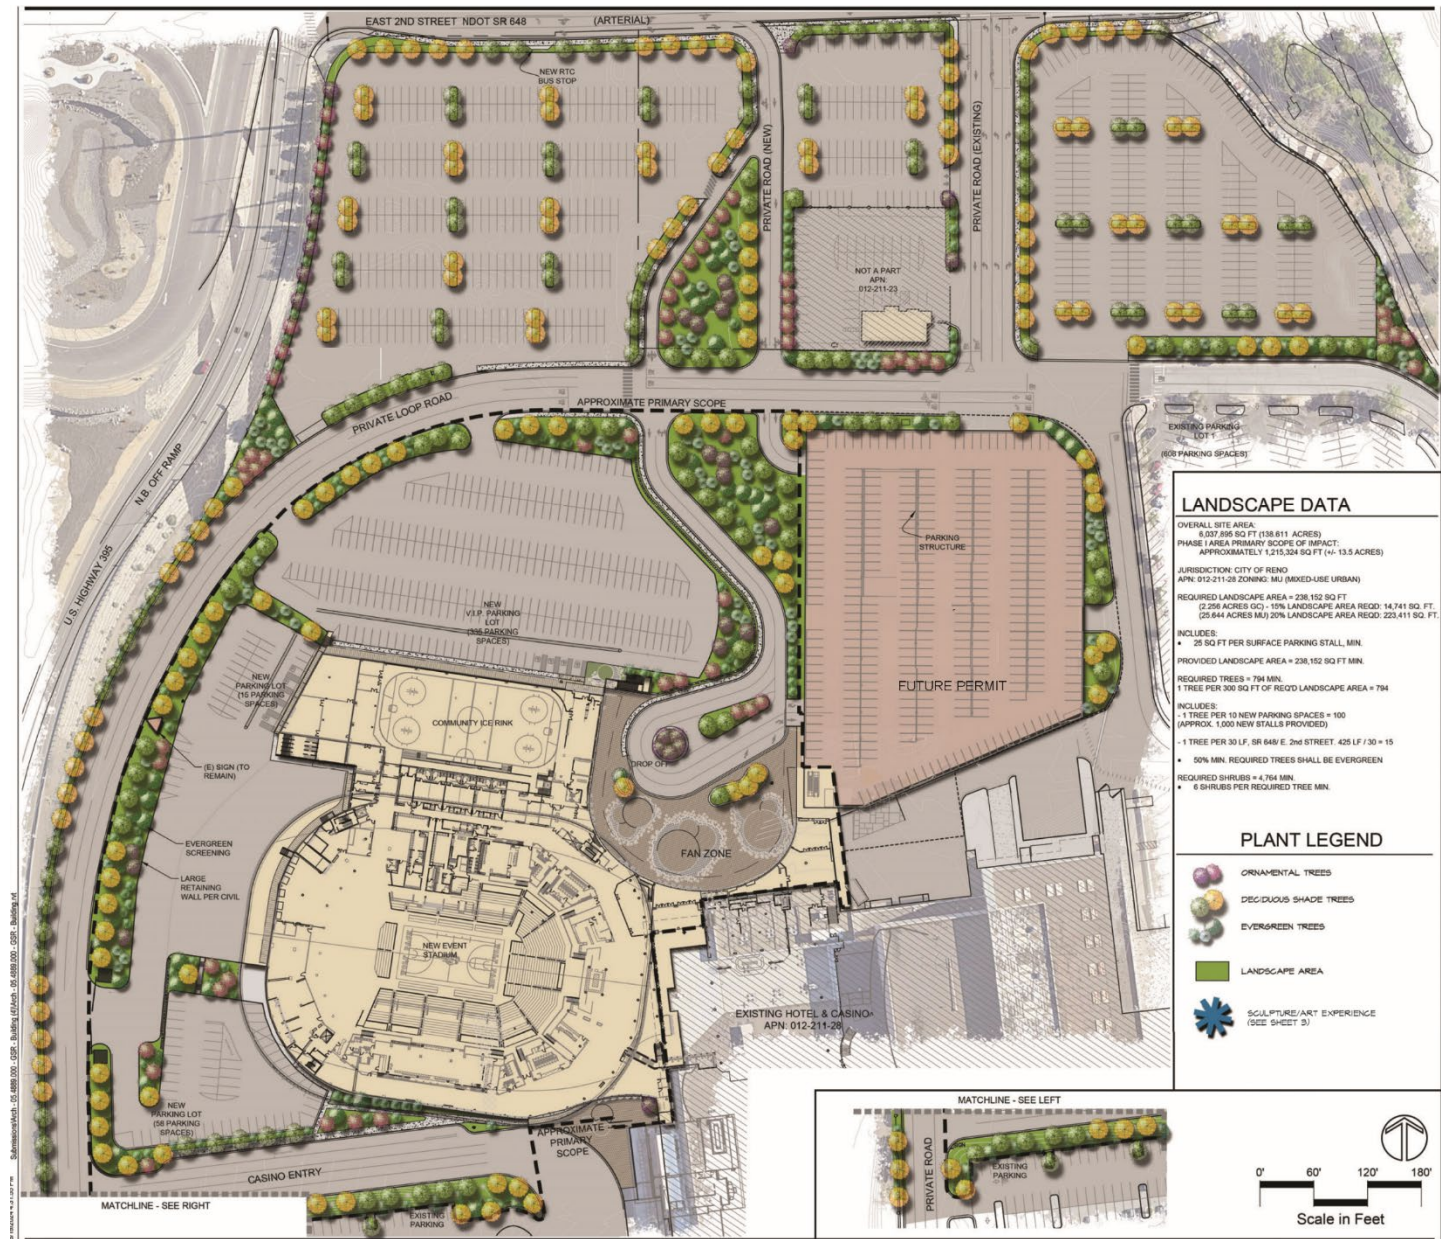 EAST 2ND STREET NDOT SR 648 (ARTERIAL)
NEW RTC
BUS STOP
PRIVATE ROAD (NEW)
PRIVATE ROAD (EXISTING)
NOT A PART
APN:
012-211-23
N.B. OFF RAMP
U.S. HIGHWAY 395
PRIVATE LOOP ROAD
APPROXIMATE PRIMARY SCOPE
EXISTING PARKING
LOT 1
(608 PARKING SPACES)
PARKING
STRUCTURE
NEW
V.I.P. PARKING
LOT
PARKING
SPACES)
FUTURE PERMIT
NEW
PARKING LOT
(15 PARKING
SPACES)
COMMUNITY ICE RINK
(E) SIGN (TO
REMAIN)
DROP OFF
EVERGREEN
SCREENING
FAN ZONE
LARGE
RETAINING
WALL PER CIVIL
NEW EVENT
STADIUM
EXISTING HOTEL & CASINO
APN: 012-211-28
NEW
PARKING LOT
(58 PARKING
SPACES)
APPROXIMATE
PRIMARY
SCOPE
CASINO ENTRY
MATCHLINE - SEE RIGHT
EXISTING
PARKING
LANDSCAPE DATA
OVERALL SITE AREA:
6,037,895 SQ FT (138.611 ACRES)
PHASE I AREA PRIMARY SCOPE OF IMPACT:
APPROXIMATELY 1,215,324 SQ FT (+/- 13.5 ACRES)
JURISDICTION: CITY OF RENO
APN: 012-211-28 ZONING: MU (MIXED-USE URBAN)
REQUIRED LANDSCAPE AREA = 238,152 SQ FT
(2.256 ACRES GC) - 15% LANDSCAPE AREA REQD: 14,741 SQ. FT.
(25.644 ACRES MU) 20% LANDSCAPE AREA REQD: 223,411 SQ. FT.
INCLUDES:
• 25 SQ FT PER SURFACE PARKING STALL, MIN.
PROVIDED LANDSCAPE AREA = 238,152 SQ FT MIN.
REQUIRED TREES = 794 MIN.
1 TREE PER 300 SQ FT OF REQ'D LANDSCAPE AREA = 794
INCLUDES:
- 1 TREE PER 10 NEW PARKING SPACES = 100
(APPROX. 1,000 NEW STALLS PROVIDED)
- 1 TREE PER 30 LF, SR 648/ E. 2nd STREET. 425 LF / 30 = 15
• 50% MIN. REQUIRED TREES SHALL BE EVERGREEN
REQUIRED SHRUBS = 4,764 MIN.
• 6 SHRUBS PER REQUIRED TREE MIN.
PLANT LEGEND
ORNAMENTAL TREES
DECIDUOUS SHADE TREES
EVERGREEN TREES
LANDSCAPE AREA
SCULPTURE/ART EXPERIENCE
(SEE SHEET 3)
MATCHLINE - SEE LEFT
PRIVATE ROAD
EXISTING
PARKING
0' 60' 120' 180'
Scale in Feet